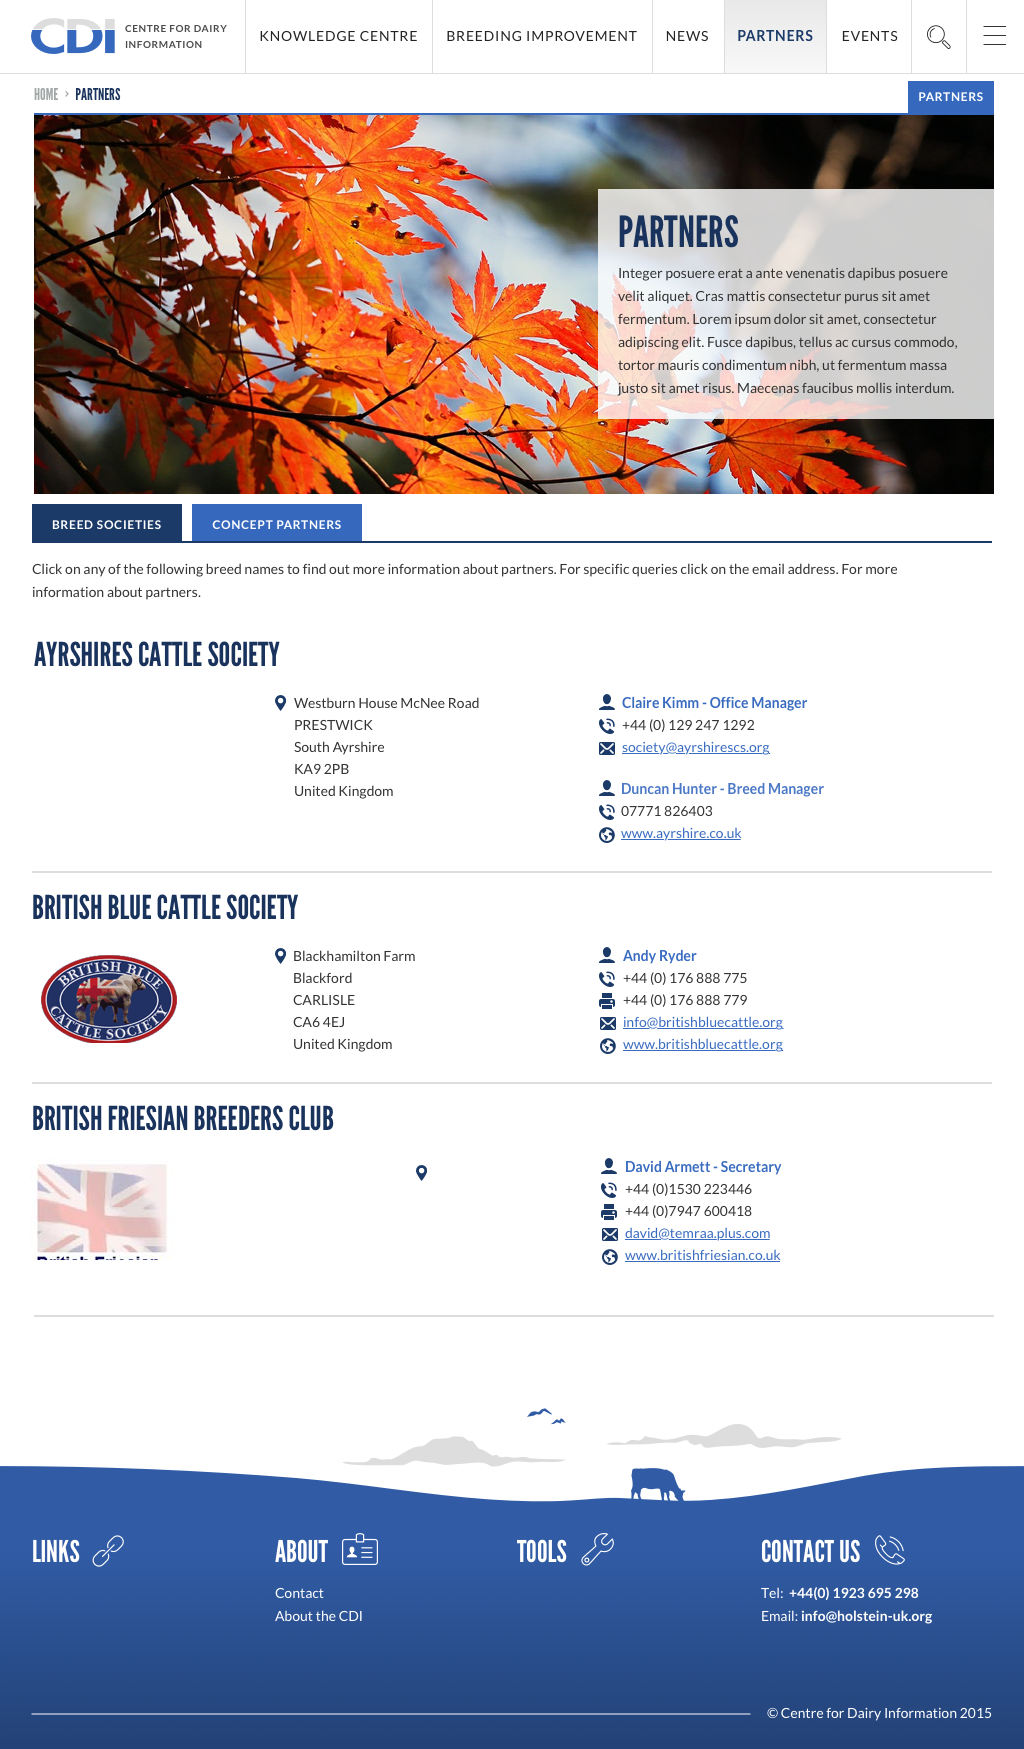 CDI CENTRE FOR DAIRY
INFORMATION
KNOWLEDGE CENTRE
BREEDING IMPROVEMENT
NEWS
PARTNERS
EVENTS
HOME > PARTNERS
PARTNERS
PARTNERS
Integer posuere erat a ante venenatis dapibus posuere
velit aliquet. Cras mattis consectetur purus sit amet
fermentum. Lorem ipsum dolor sit amet, consectetur
adipiscing elit. Fusce dapibus, tellus ac cursus commodo,
tortor mauris condimentum nibh, ut fermentum massa
justo sit amet risus. Maecenas faucibus mollis interdum.
BREED SOCIETIES
CONCEPT PARTNERS
Click on any of the following breed names to find out more information about partners. For specific queries click on the email address. For more
information about partners.
AYRSHIRES CATTLE SOCIETY
Westburn House McNee Road
PRESTWICK
South Ayrshire
KA9 2PB
United Kingdom
Claire Kimm - Office Manager
+44 (0) 129 247 1292
society@ayrshirescs.org
Duncan Hunter - Breed Manager
07771 826403
www.ayrshire.co.uk
BRITISH BLUE CATTLE SOCIETY
BRITISH BLUE
CATTLE SOCIETY
Blackhamilton Farm
Blackford
CARLISLE
CA6 4EJ
United Kingdom
Andy Ryder
+44 (0) 176 888 775
+44 (0) 176 888 779
info@britishbluecattle.org
www.britishbluecattle.org
BRITISH FRIESIAN BREEDERS CLUB
British Friesian
David Armett - Secretary
+44 (0)1530 223446
+44 (0)7947 600418
david@temraa.plus.com
www.britishfriesian.co.uk
LINKS
ABOUT
Contact
About the CDI
TOOLS
CONTACT US
Tel: +44(0) 1923 695 298
Email: info@holstein-uk.org
© Centre for Dairy Information 2015